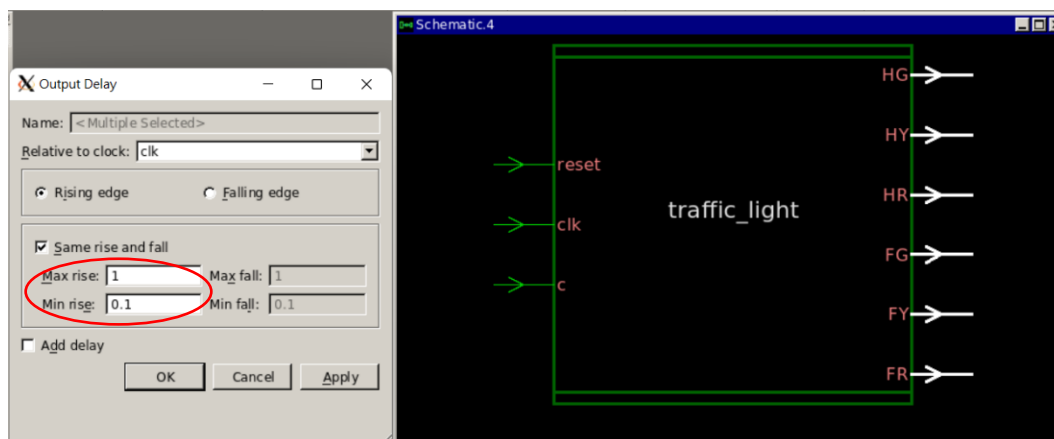 Output Delay
Name: <Multiple Selected>
Relative to clock: clk
Rising edge Falling edge
Same rise and fall
Max rise: 1 Max fall: 1
Min rise: 0.1 Min fall: 0.1
Add delay
OK Cancel Apply
Schematic.4
HG
HY
reset
HR
traffic_light
clk
FG
c
FY
FR